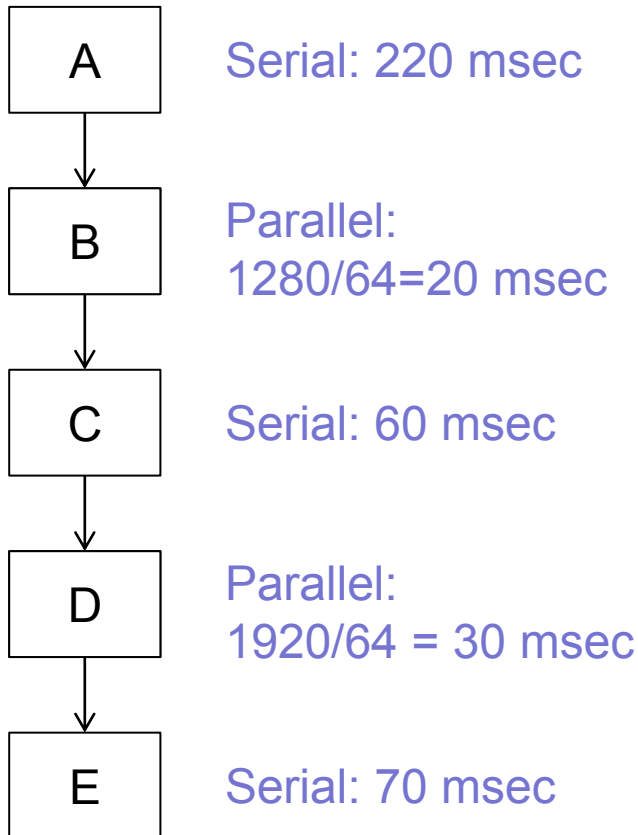 A
Serial: 220 msec
B
Parallel:
1280/64=20 msec
C
Serial: 60 msec
D
Parallel:
1920/64 = 30 msec
E
Serial: 70 msec